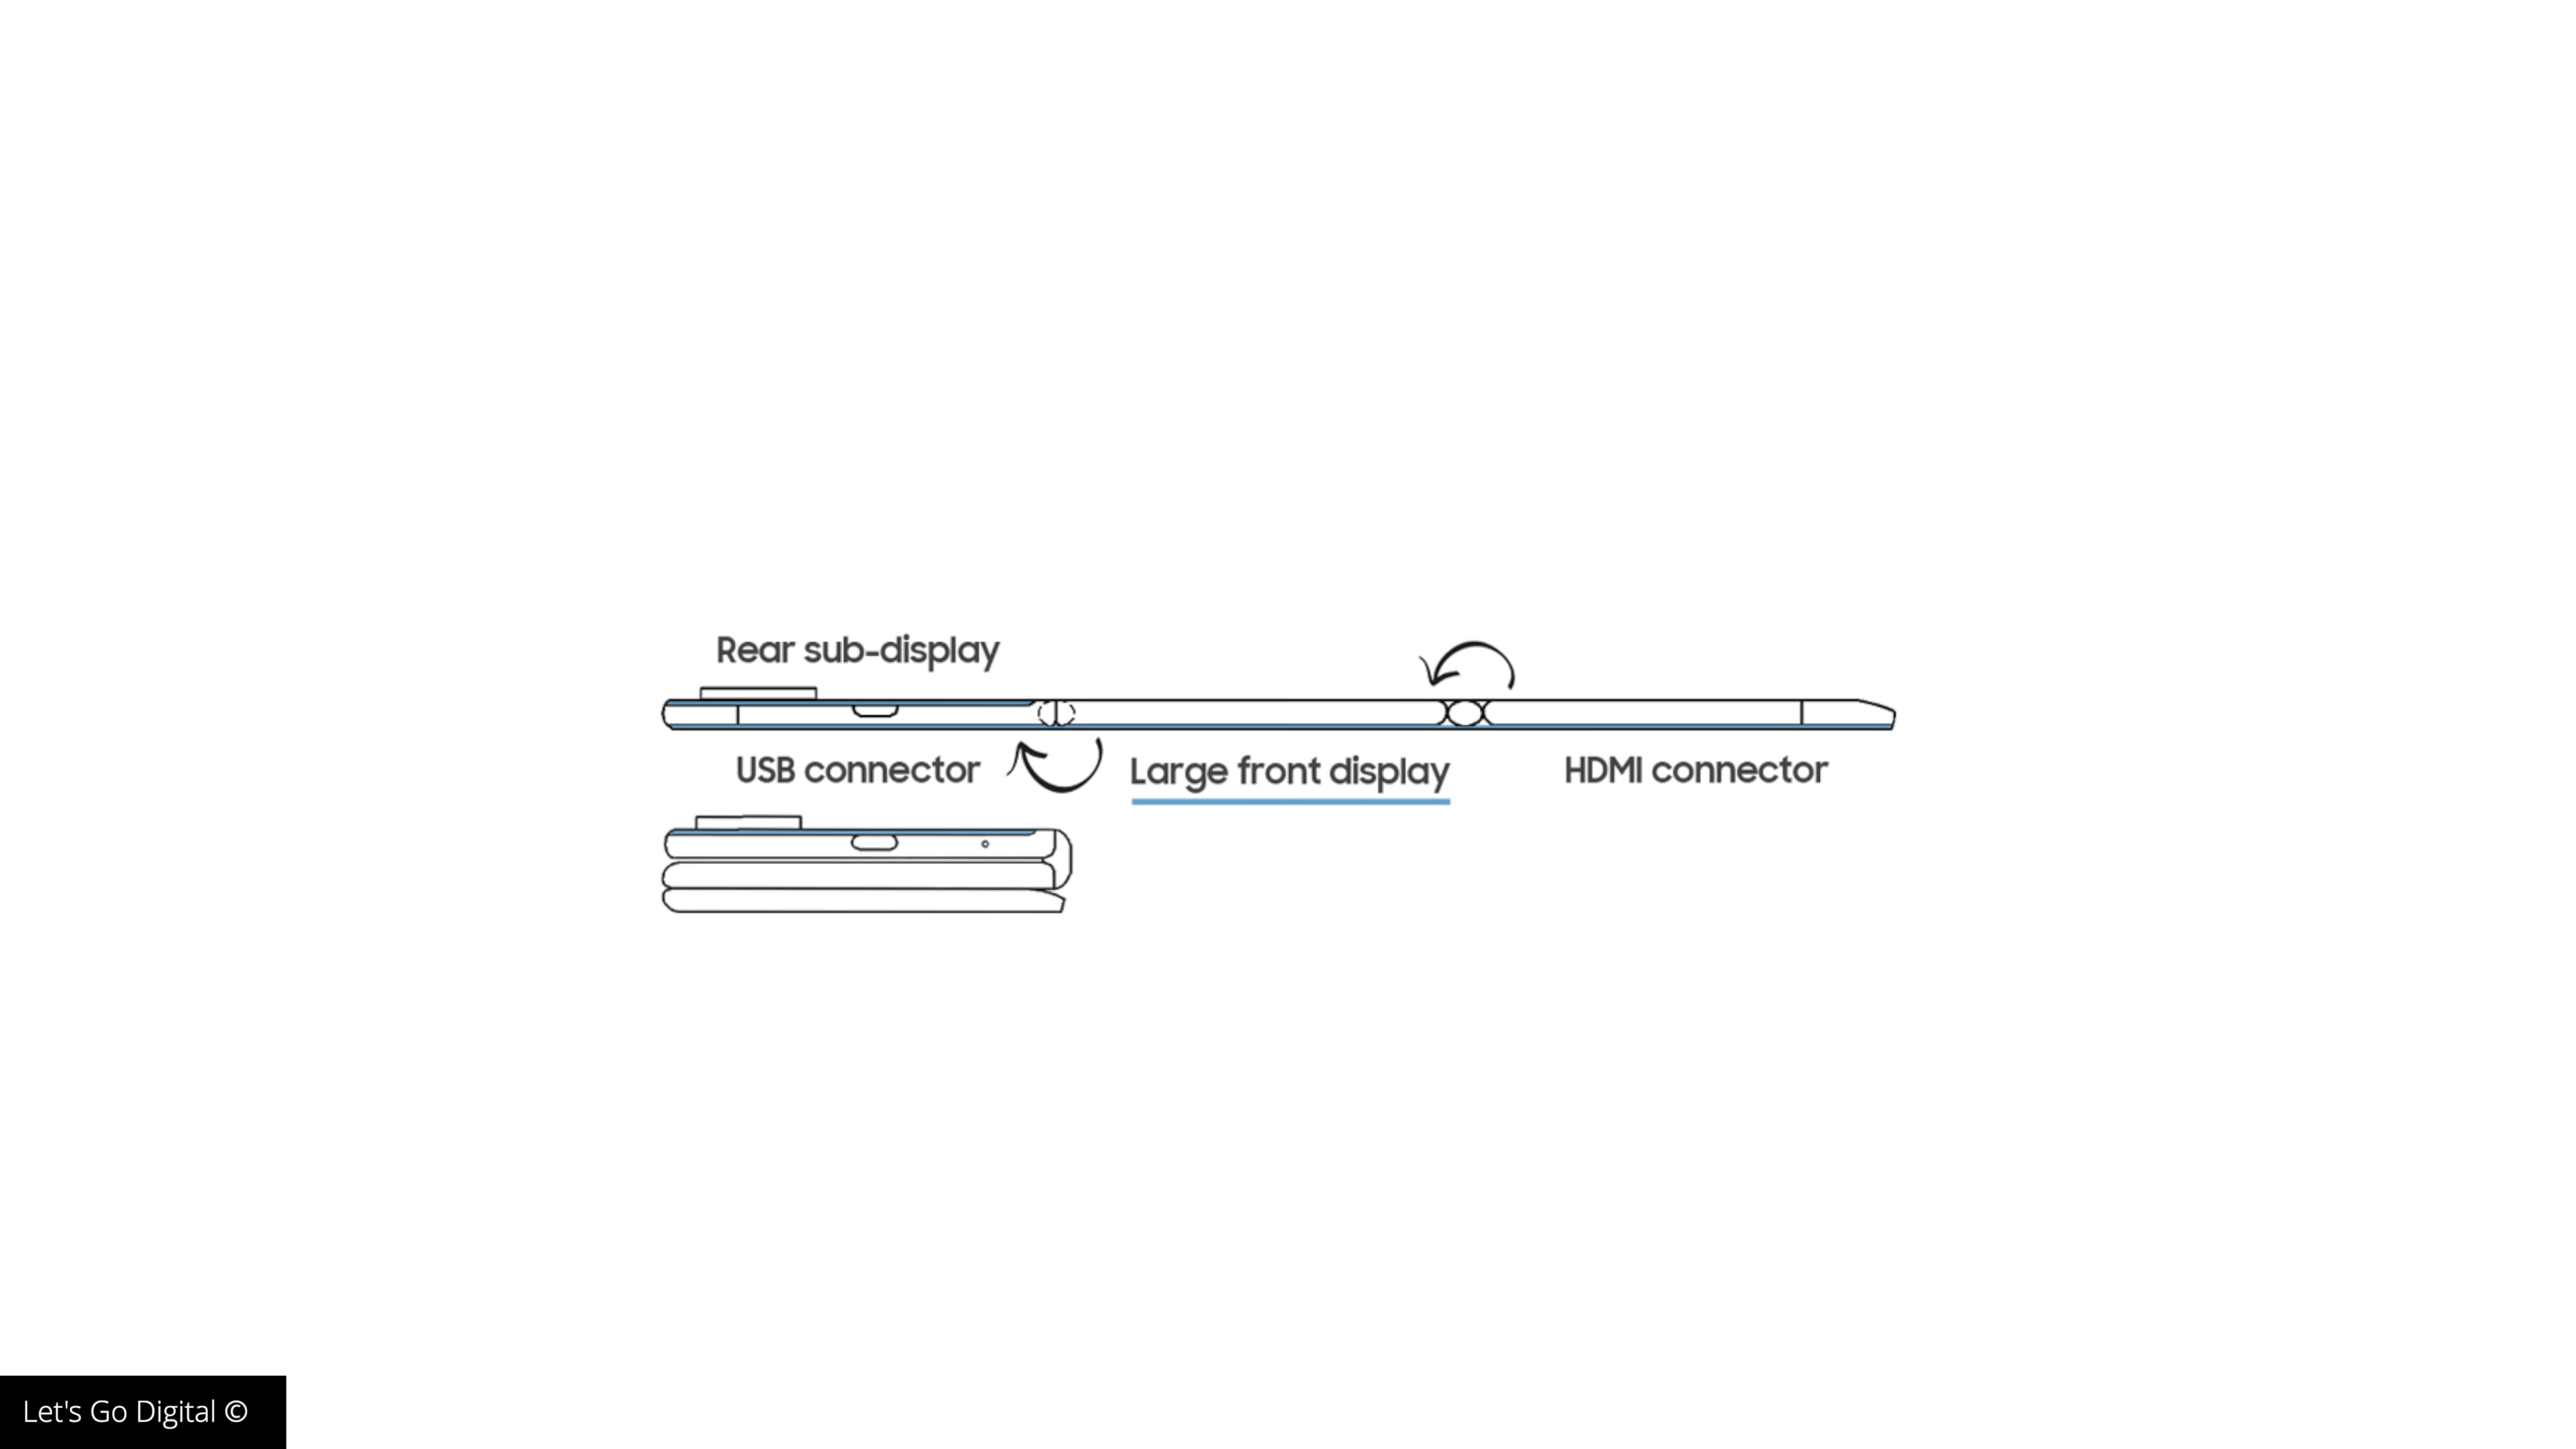 Rear sub-display
USB connector
Large front display
HDMI connector
Let's Go Digital ©